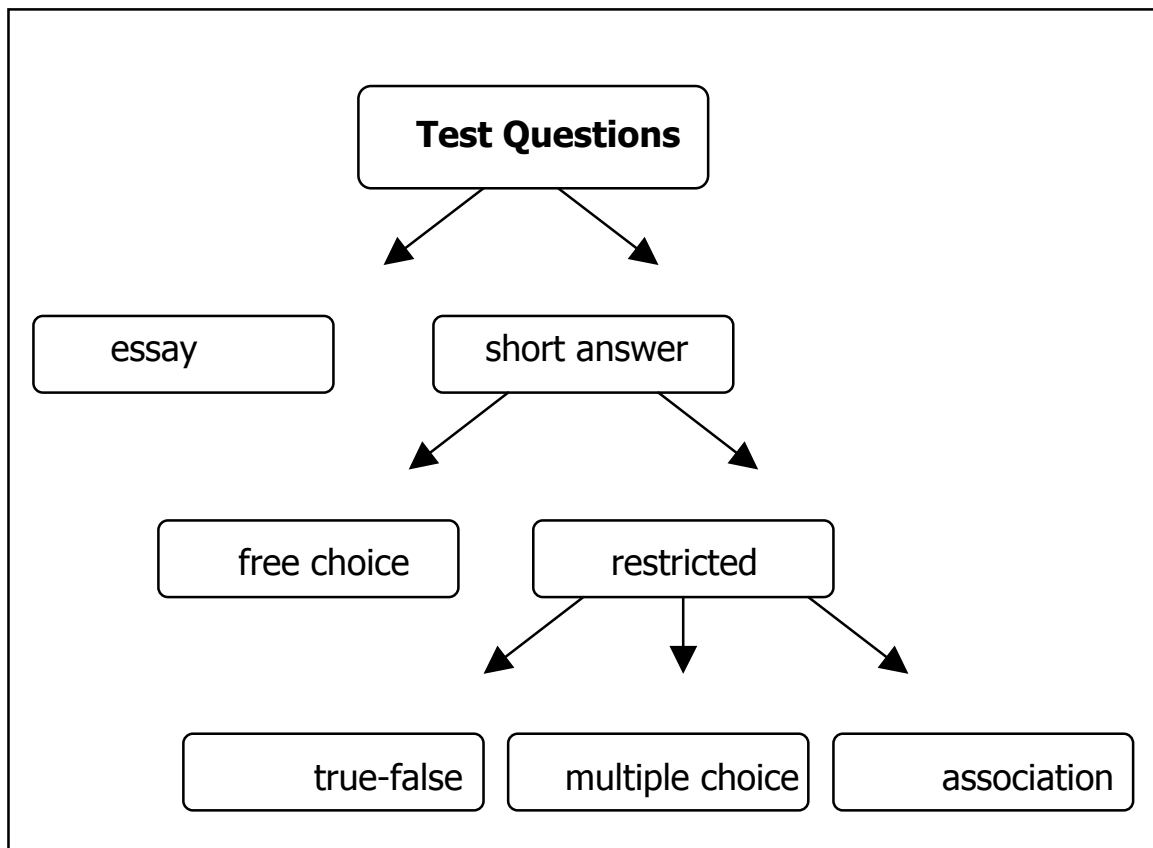 Test Questions
essay
short answer
free choice
restricted
true-false
multiple choice
association